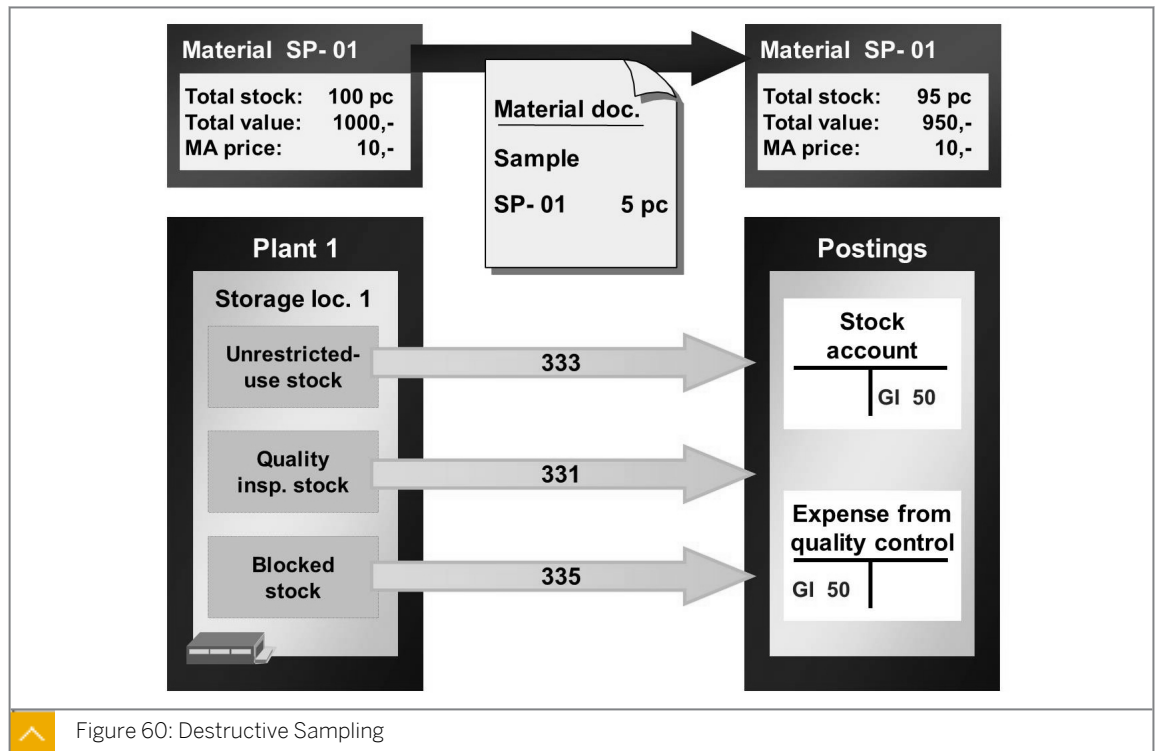 Material SP- 01
Total stock: 100 pc
Total value: 1000,-
MA price: 10,-
Material doc.
Sample
SP- 01 5 pc
Material SP- 01
Total stock: 95 pc
Total value: 950,-
MA price: 10,-
Plant 1
Storage loc. 1
Unrestricted-
use stock
333
Quality
insp. stock
331
Blocked
stock
335
Postings
Stock
account
GI 50
Expense from
quality control
GI 50
Figure 60: Destructive Sampling